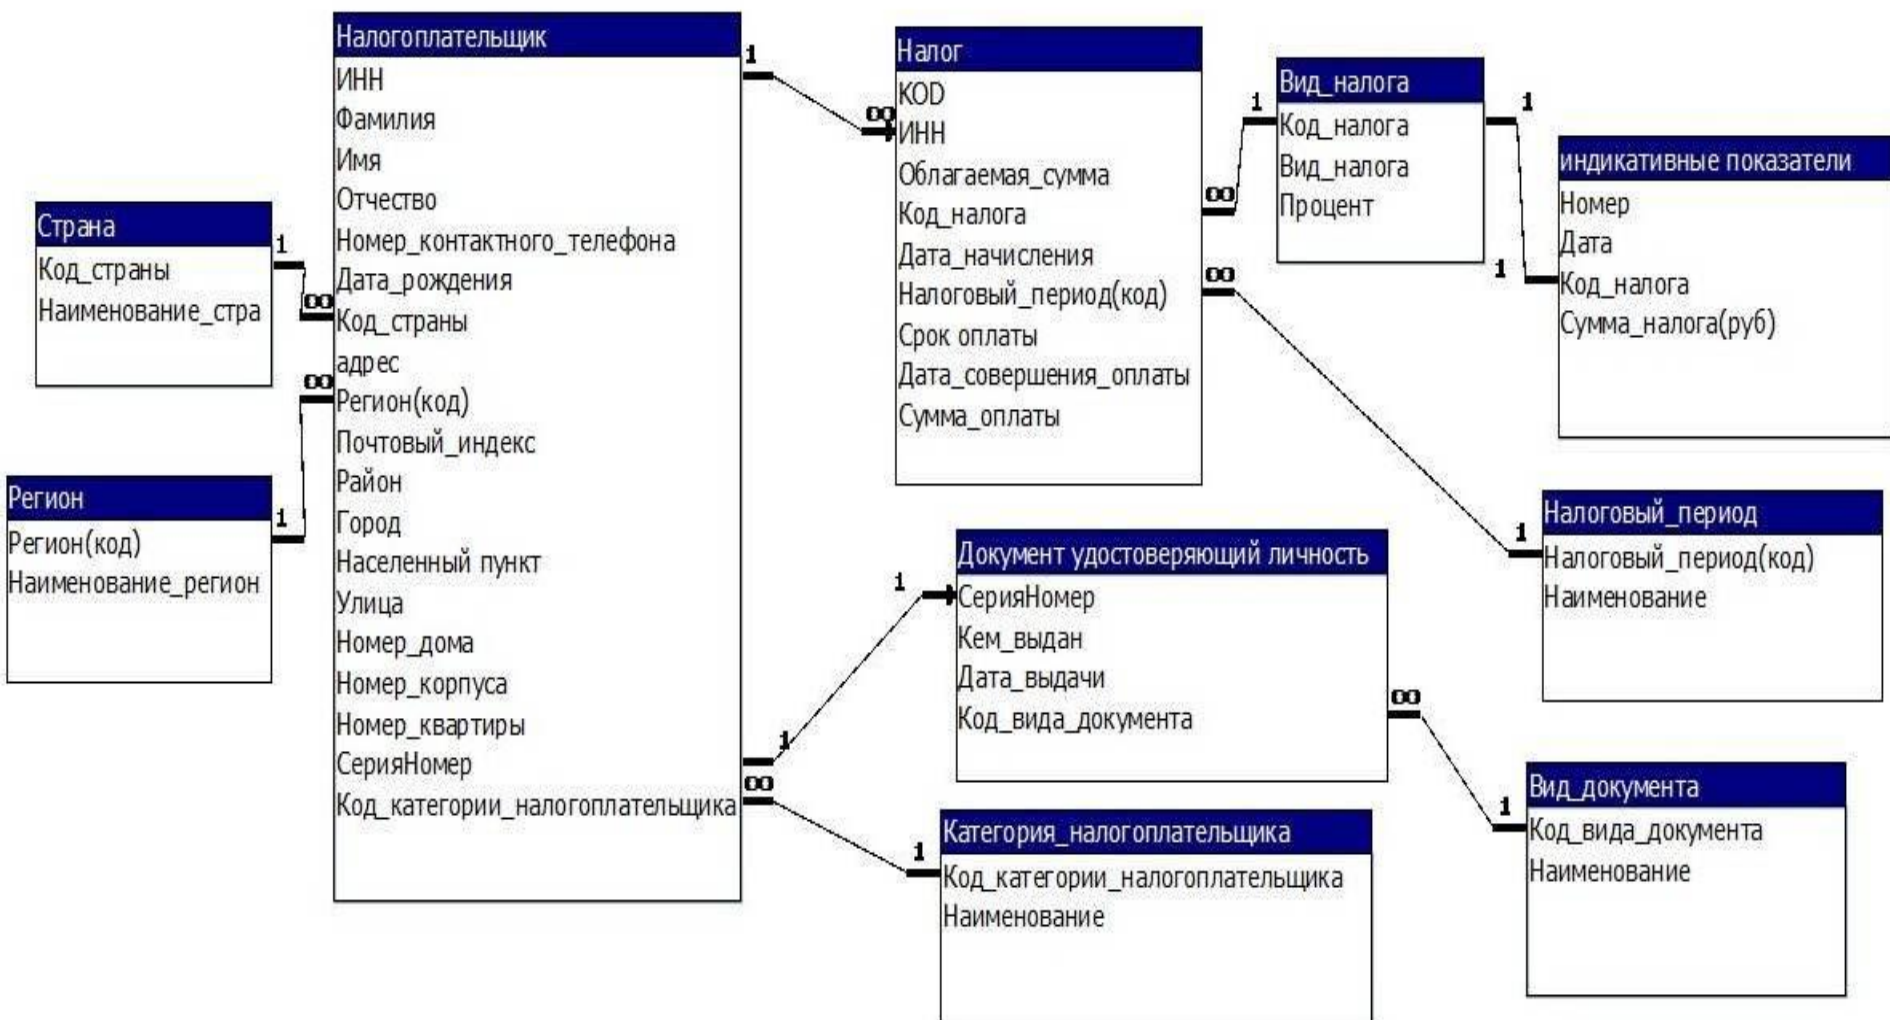 Налогоплательщик
ИНН
Фамилия
Имя
Отчество
Номер_контактного_телефона
Дата_рождения
Код_страны
адрес
Регион(код)
Почтовый_индекс
Район
Город
Населенный пункт
Улица
Номер_дома
Номер_корпуса
Номер_квартиры
СерияНомер
Код_категории_налогоплательщика
Страна
Код_страны
Наименование_стра
1
∞
Регион
Регион(код)
Наименование_регион
1
∞
1
∞
Налог
KOD
ИНН
Облагаемая_сумма
Код_налога
Дата_начисления
Налоговый_период(код)
Срок оплаты
Дата_совершения_оплаты
Сумма_оплаты
∞
1
Вид_налога
Код_налога
Вид_налога
Процент
1
1
индикативные показатели
Номер
Дата
Код_налога
Сумма_налога(руб)
∞
1
Налоговый_период
Налоговый_период(код)
Наименование
1
1
Документ удостоверяющий личность
СерияНомер
Кем_выдан
Дата_выдачи
Код_вида_документа
∞
1
Вид_документа
Код_вида_документа
Наименование
∞
1
Категория_налогоплательщика
Код_категории_налогоплательщика
Наименование